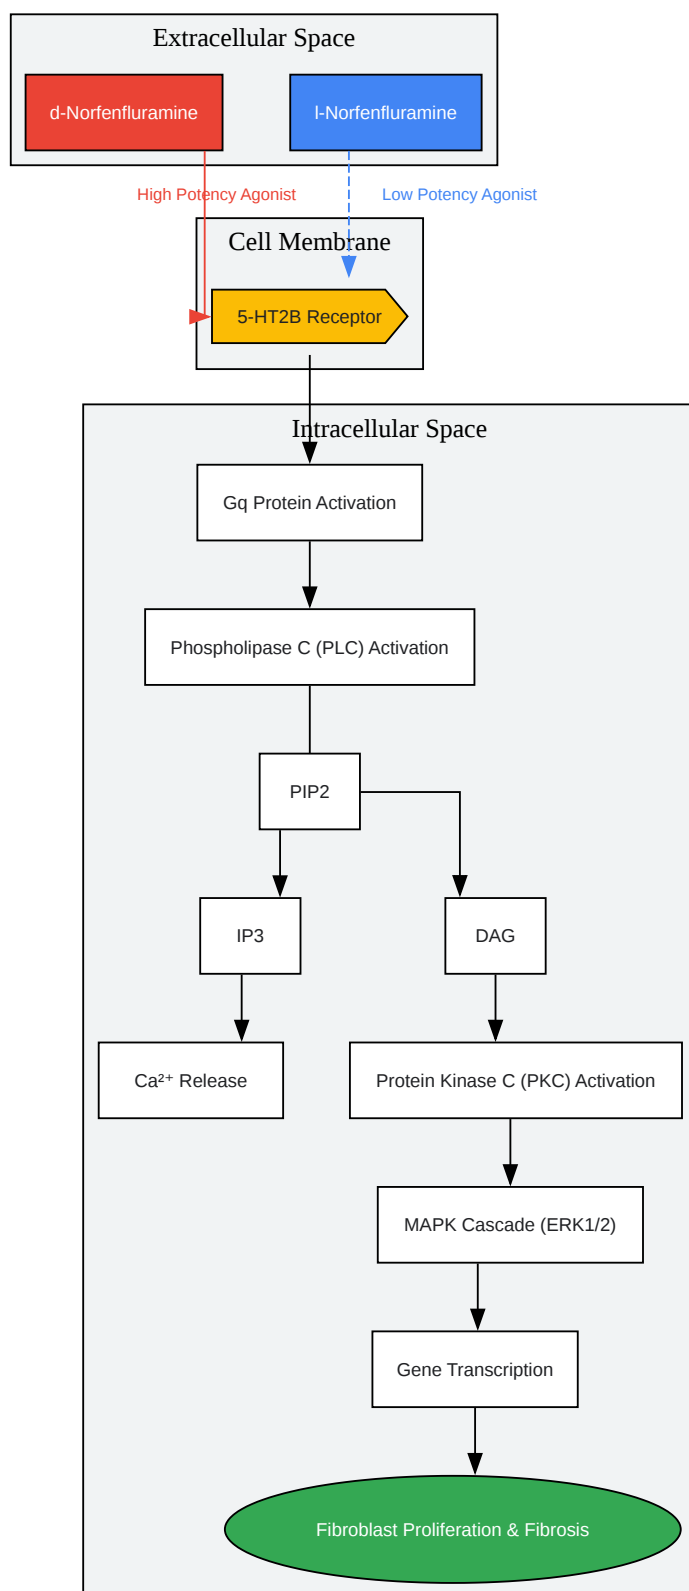 Extracellular Space
d-Norfenfluramine
l-Norfenfluramine
High Potency Agonist
Low Potency Agonist
Cell Membrane
5-HT2B Receptor
Intracellular Space
Gq Protein Activation
Phospholipase C (PLC) Activation
PIP2
IP3
DAG
Ca²⁺ Release
Protein Kinase C (PKC) Activation
MAPK Cascade (ERK1/2)
Gene Transcription
Fibroblast Proliferation & Fibrosis